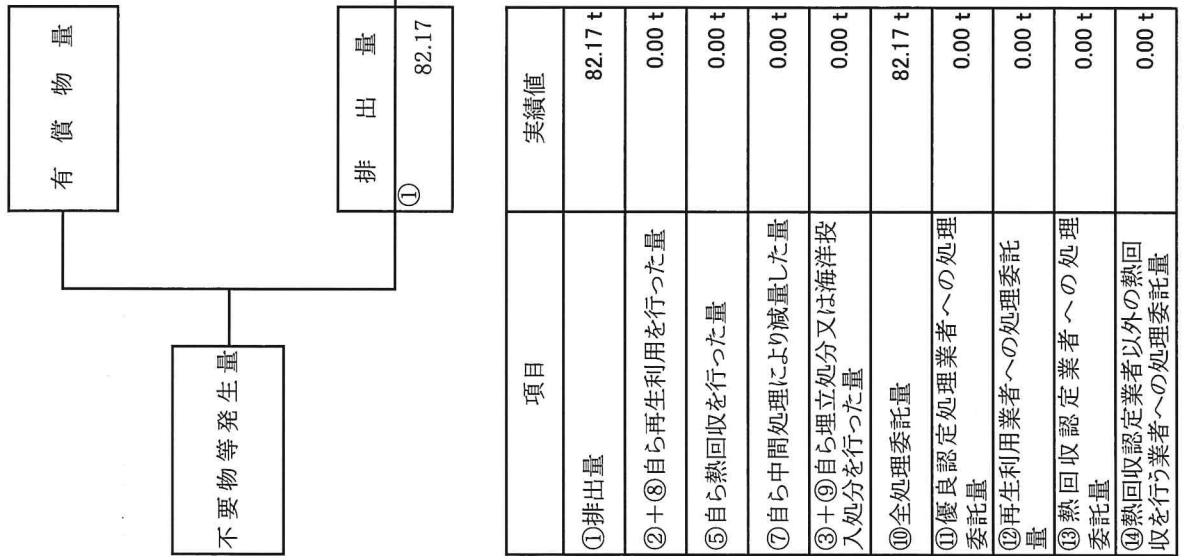 有償物量
不要物等発生量
排出量
① 82.17
項目 実績値
①排出量 82.17 t
②+⑧自ら再生利用を行った量 0.00 t
⑤自ら熱回収を行った量 0.00 t
⑦自ら中間処理により減量した量 0.00 t
③+⑨自ら埋立処分又は海洋投
入処分を行った量 0.00 t
⑩全処理委託量 82.17 t
⑪優良認定処理業者への処理
委託量 0.00 t
⑫再生利用業者への処理委託
量 0.00 t
⑬熱回収認定業者への処理
委託量 0.00 t
⑭熱回収認定業者以外の熱回
収を行う業者への処理委託量 0.00 t